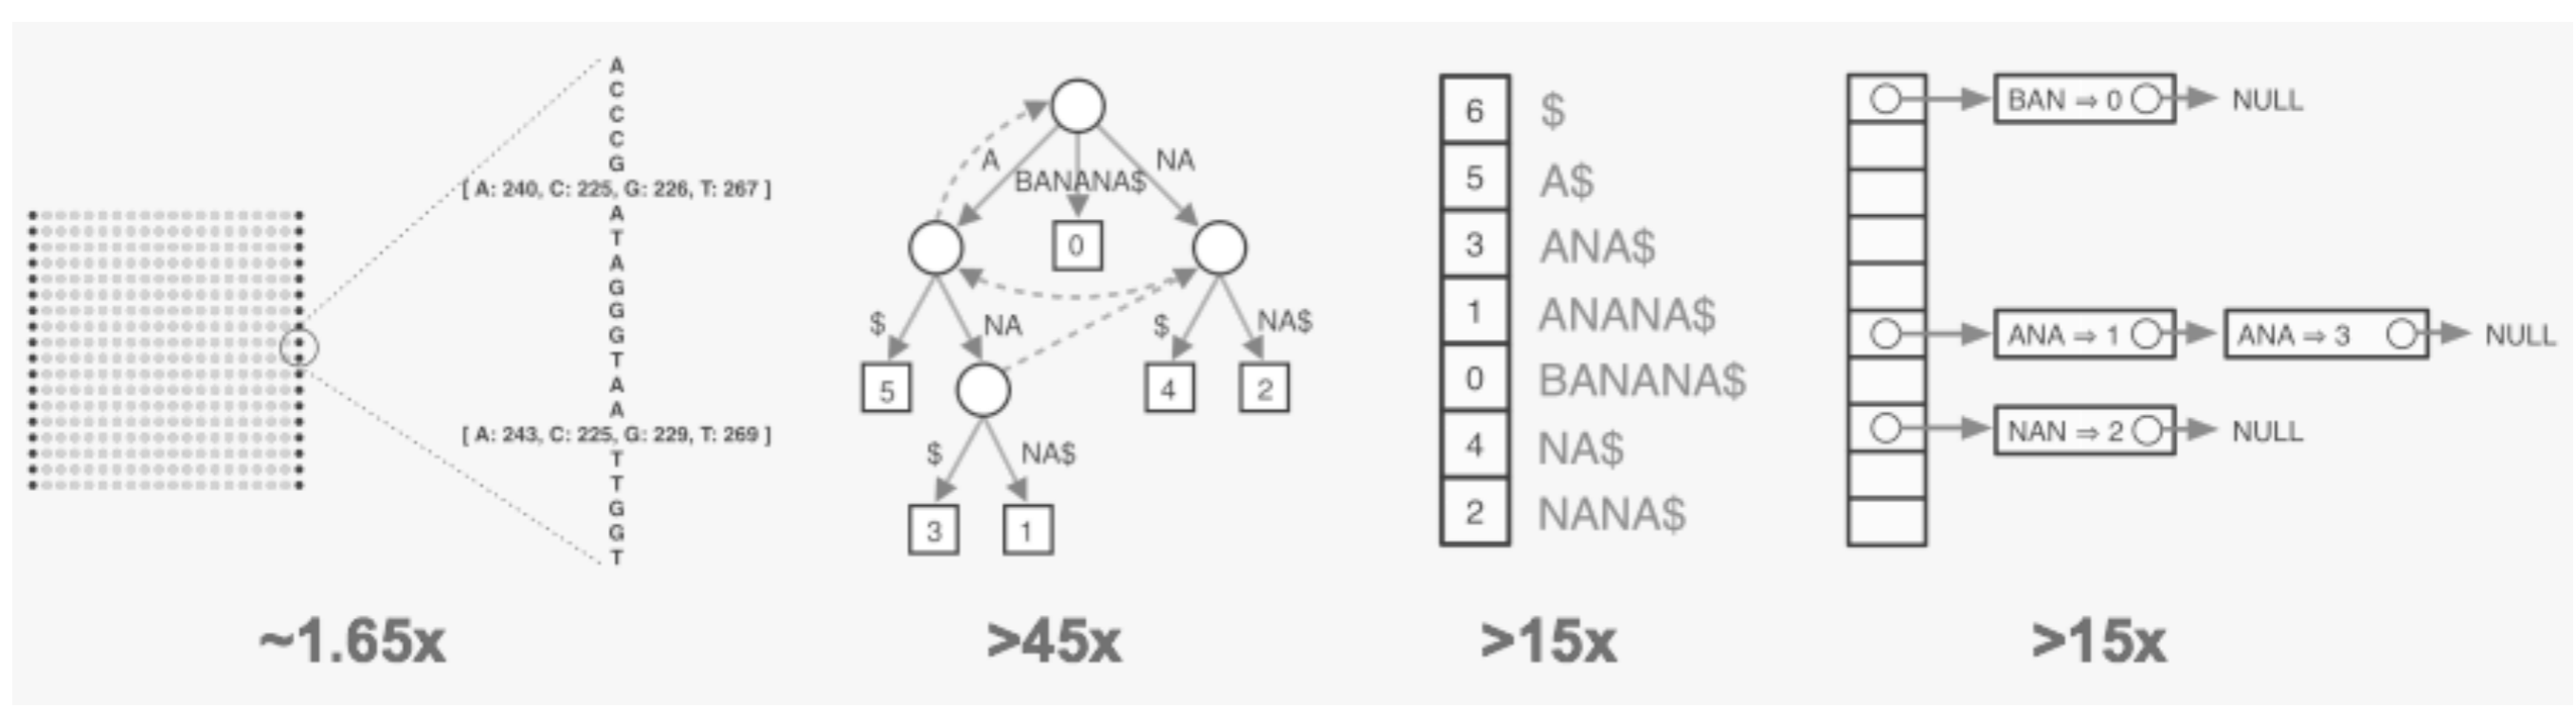 A
C
C
C
G
[ A: 240, C: 225, G: 226, T: 267 ]
A
T
A
G
G
G
T
A
A
[ A: 243, C: 225, G: 229, T: 269 ]
T
T
G
G
T
~1.65x
A
BANANA$
NA
0
$
NA
$
NA$
5
4
2
$
NA$
3
1
>45x
6 $
5 A$
3 ANA$
1 ANANA$
0 BANANA$
4 NA$
2 NANA$
>15x
BAN ⇒ 0 NULL
ANA ⇒ 1 ANA ⇒ 3 NULL
NAN ⇒ 2 NULL
>15x